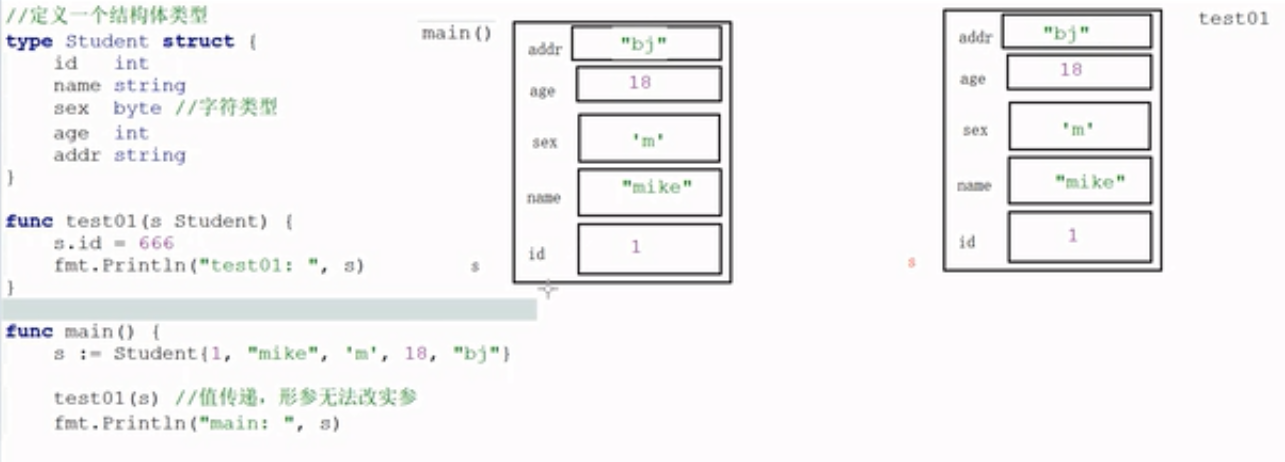 //定义一个结构体类型
type Student struct {
    id   int
    name string
    sex  byte //字符类型
    age  int
    addr string
}
func test01(s Student) {
    s.id = 666
    fmt.Println("test01: ", s)
}
func main() {
    s := Student{1, "mike", 'm', 18, "bj"}
    test01(s) //值传递，形参无法改实参
    fmt.Println("main: ", s)
main()
addr "bj"
age 18
sex 'm'
name "mike"
id 1
s
test01
addr "bj"
age 18
sex 'm'
name "mike"
id 1
s